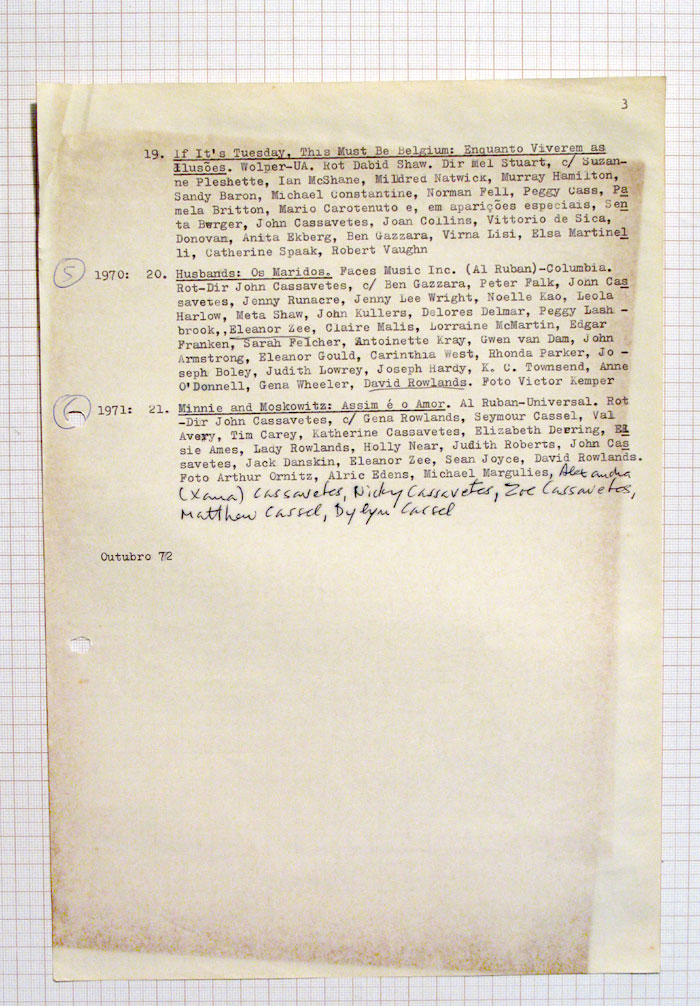 3
19. If It's Tuesday, This Must Be Belgium: Enquanto Viverem as
Ilusões. Wolper-UA. Rot Dabid Shaw. Dir Mel Stuart, c/ Suzan-
ne Pleshette, Ian McShane, Mildred Natwick, Murray Hamilton,
Sandy Baron, Michael Constantine, Norman Fell, Peggy Cass, Pa
mela Britton, Mario Carotenuto e, em aparições especiais, Sen
ta Bwrger, John Cassavetes, Joan Collins, Vittorio de Sica,
Donovan, Anita Ekberg, Ben Gazzara, Virna Lisi, Elsa Martinel
li, Catherine Spaak, Robert Vaughn
5 1970: 20. Husbands: Os Maridos. Faces Music Inc. (Al Ruban)-Columbia.
Rot-Dir John Cassavetes, c/ Ben Gazzara, Peter Falk, John Cas
savetes, Jenny Runacre, Jenny Lee Wright, Noelle Kao, Leola
Harlow, Meta Shaw, John Kullers, Delores Delmar, Peggy Lash -
brook,,Eleanor Zee, Claire Malis, Lorraine McMartin, Edgar
Franken, Sarah Felcher, Antoinette Kray, Gwen van Dam, John
Armstrong, Eleanor Gould, Carinthia West, Rhonda Parker, Jo -
seph Boley, Judith Lowrey, Joseph Hardy, K. C. Townsend, Anne
O'Donnell, Gena Wheeler, David Rowlands. Foto Victor Kemper
6 1971: 21. Minnie and Moskowitz: Assim é o Amor. Al Ruban-Universal. Rot
-Dir John Cassavetes, c/ Gena Rowlands, Seymour Cassel, Val
Avery, Tim Carey, Katherine Cassavetes, Elizabeth Deering, El
sie Ames, Lady Rowlands, Holly Near, Judith Roberts, John Cas
savetes, Jack Danskin, Eleanor Zee, Sean Joyce, David Rowlands.
Foto Arthur Ornitz, Alric Edens, Michael Margulies, Alexandra
(Xana) Cassavetes, Nicky Cassavetes, Zoe Cassavetes,
Matthew Cassel, Dylyn Cassel
Outubro 72